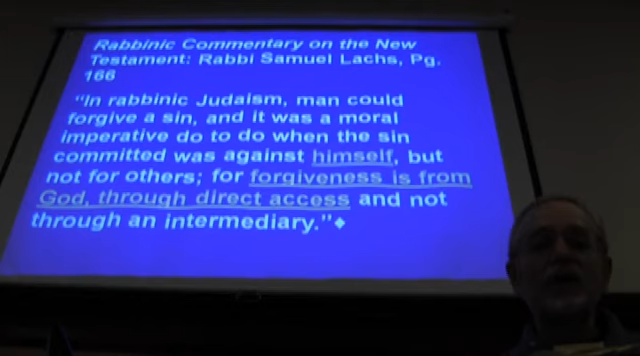 Rabbinic Commentary on the New
Testament: Rabbi Samuel Lachs, Pg.
166
"In rabbinic Judaism, man could
forgive a sin, and it was a moral
imperative do to do when the sin
committed was against himself, but
not for others; for forgiveness is from
God, through direct access and not
through an intermediary."